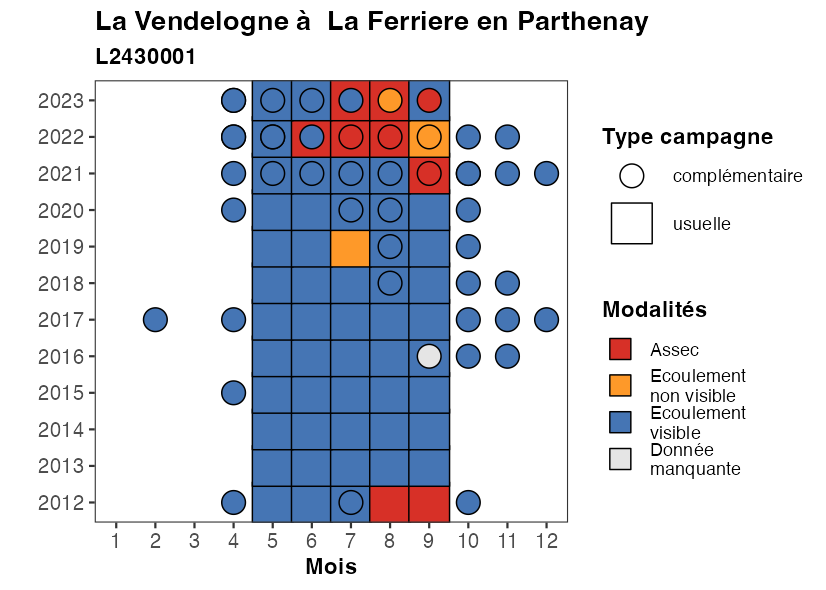 La Vendelogne à  La Ferriere en Parthenay
L2430001
2023
2022
2021
2020
2019
2018
2017
2016
2015
2014
2013
2012
1 2 3 4 5 6 7 8 9 10 11 12
Mois
Type campagne
complémentaire
usuelle
Modalités
Assec
Ecoulement
non visible
Ecoulement
visible
Donnée
manquante